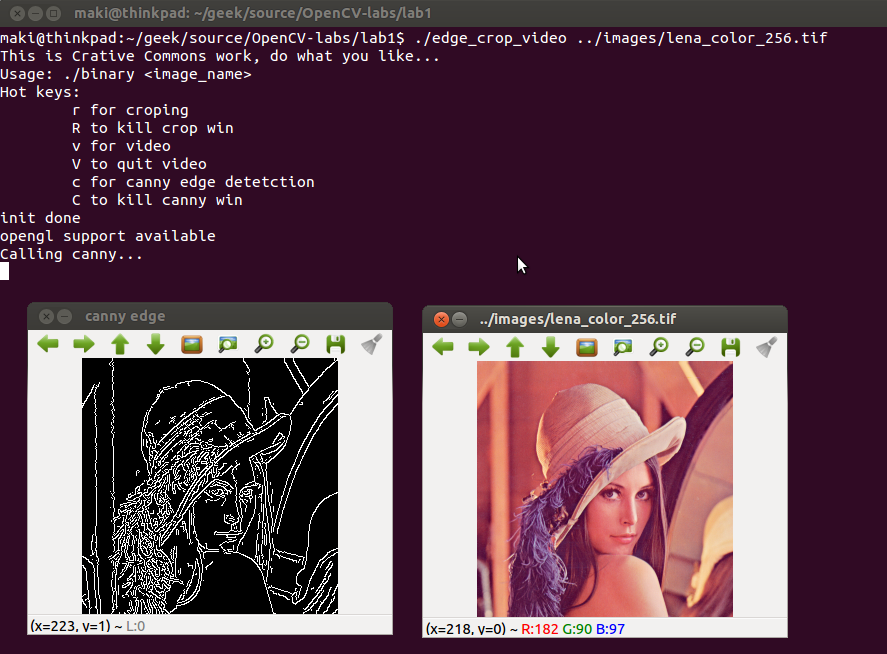 maki@thinkpad: ~/geek/source/OpenCV-labs/lab1
maki@thinkpad:~/geek/source/OpenCV-labs/lab1$ ./edge_crop_video ../images/lena_color_256.tif
This is Crative Commons work, do what you like...
Usage: ./binary <image_name>
Hot keys:
r for croping
R to kill crop win
v for video
V to quit video
c for canny edge detetction
C to kill canny win
init done
opengl support available
Calling canny...
canny edge
(x=223, y=1) ~ L:0
../images/lena_color_256.tif
(x=218, y=0) ~ R:182 G:90 B:97